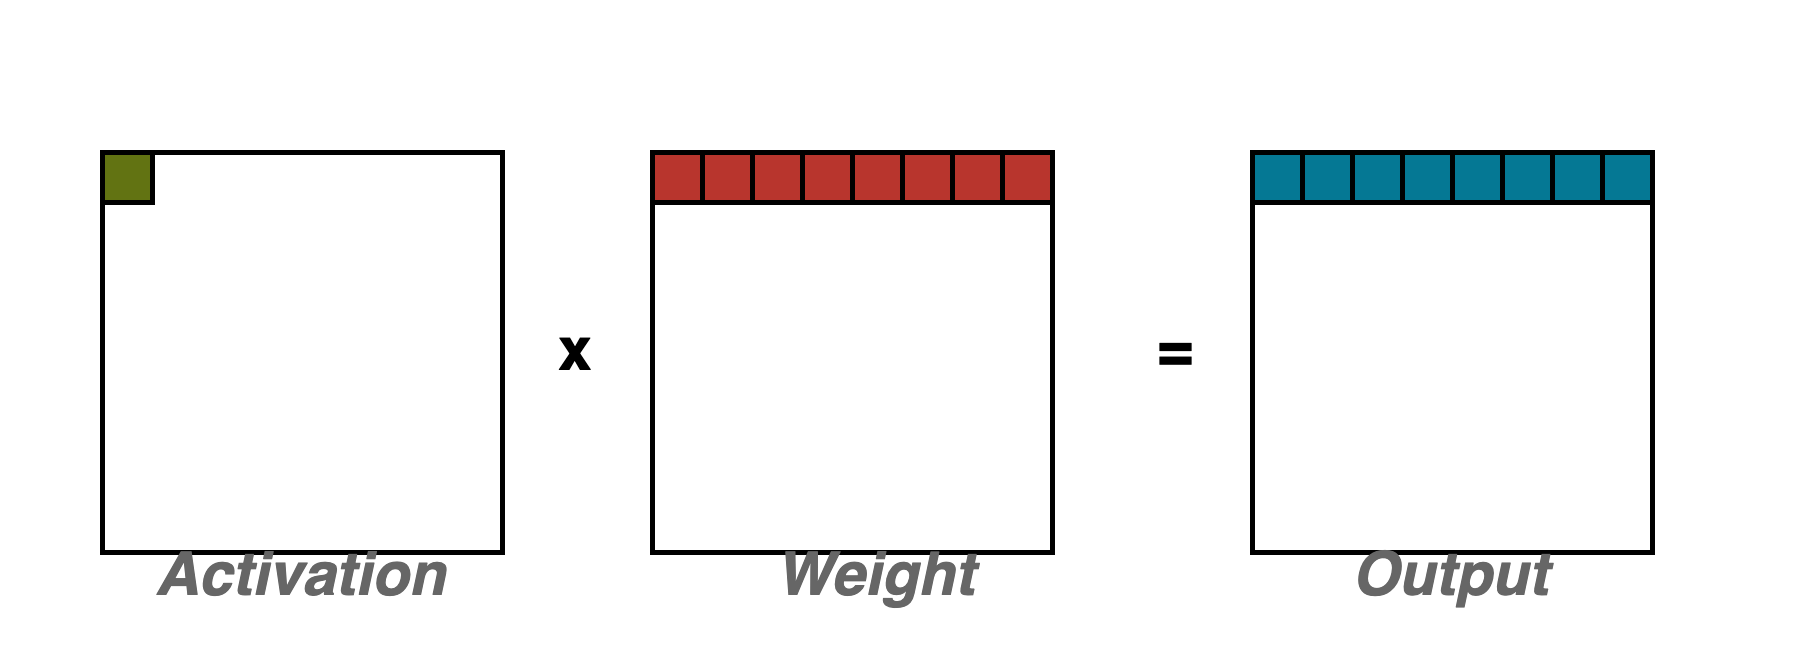 x
=
Activation
Weight
Output